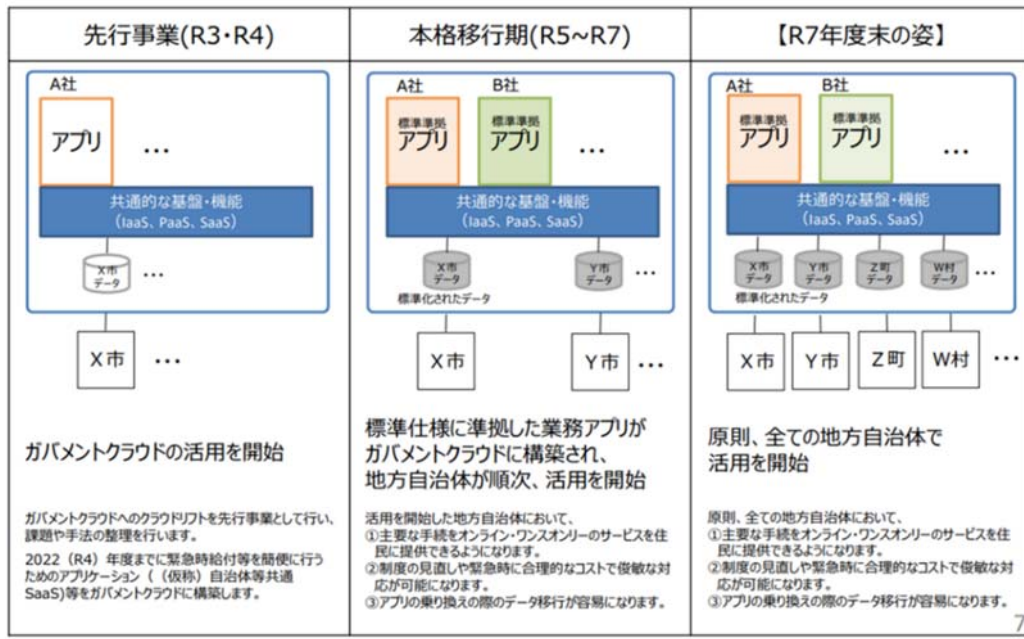 先行事業(R3・R4)
A社
アプリ
…
共通的な基盤・機能
（IaaS、PaaS、SaaS）
X市
データ
…
X市
…
ガバメントクラウドの活用を開始
ガバメントクラウドへのクラウドリフトを先行事業として行い、
課題や手法の整理を行います。
2022（R4）年度までに緊急時給付等を簡便に行う
ためのアプリケーション（（仮称）自治体等共通
SaaS)等をガバメントクラウドに構築します。
本格移行期(R5~R7)
A社
B社
標準準拠
アプリ
標準準拠
アプリ
…
共通的な基盤・機能
（IaaS、PaaS、SaaS）
X市
データ
Y市
データ
…
標準化されたデータ
X市
Y市
…
標準仕様に準拠した業務アプリが
ガバメントクラウドに構築され、
地方自治体が順次、活用を開始
活用を開始した地方自治体において、
①主要な手続をオンライン・ワンスオンリーのサービスを住
民に提供できるようになります。
②制度の見直しや緊急時に合理的なコストで俊敏な対
応が可能になります。
③アプリの乗り換えの際のデータ移行が容易になります。
【R7年度末の姿】
A社
B社
標準準拠
アプリ
標準準拠
アプリ
…
共通的な基盤・機能
（IaaS、PaaS、SaaS）
X市
データ
Y市
データ
Z町
データ
W村
データ
…
標準化されたデータ
X市
Y市
Z町
W村
…
原則、全ての地方自治体で
活用を開始
原則、全ての地方自治体において、
①主要な手続をオンライン・ワンスオンリーのサービスを住
民に提供できるようになります。
②制度の見直しや緊急時に合理的なコストで俊敏な対
応が可能になります。
③アプリの乗り換えの際のデータ移行が容易になります。
7